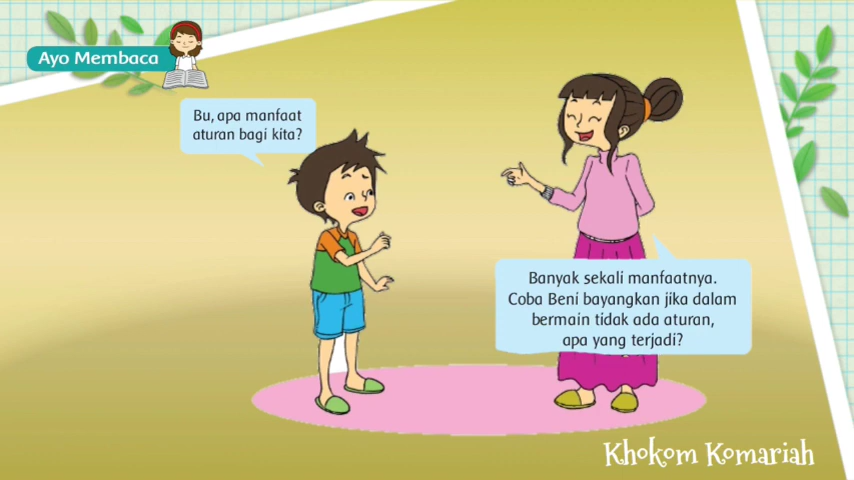 Ayo Membaca
Bu, apa manfaat
aturan bagi kita?
Banyak sekali manfaatnya.
Coba Beni bayangkan jika dalam
bermain tidak ada aturan,
apa yang terjadi?
Khokom Komariah